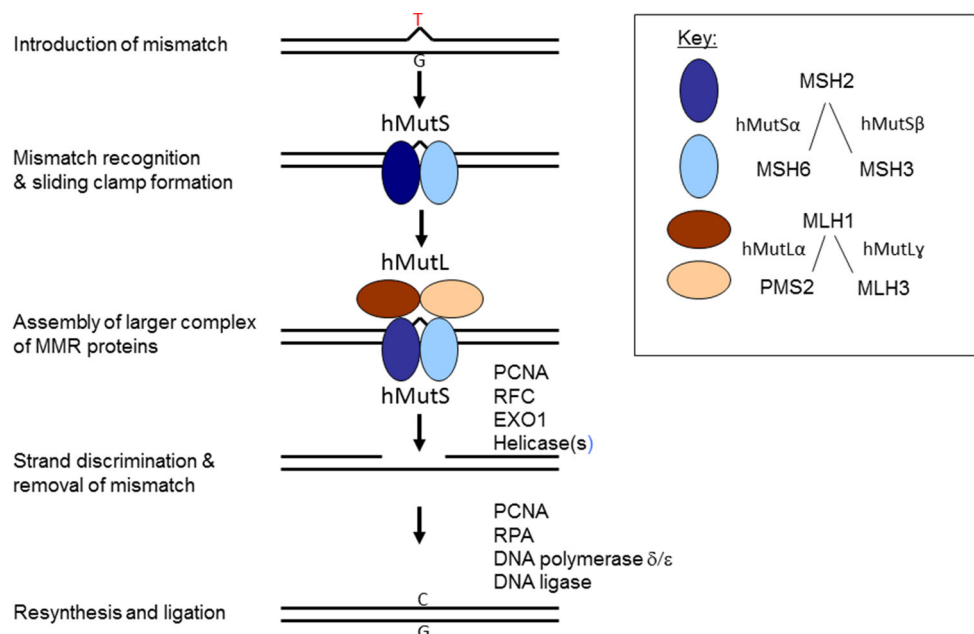 T
Introduction of mismatch
G
hMutS
Mismatch recognition
& sliding clamp formation
hMutL
Assembly of larger complex
of MMR proteins
hMutS
PCNA
RFC
EXO1
Helicase(s)
Strand discrimination &
removal of mismatch
PCNA
RPA
DNA polymerase δ/ε
DNA ligase
Resynthesis and ligation
C
G
Key:
MSH2
hMutSα hMutSβ
MSH6 MSH3
MLH1
hMutLα hMutLɣ
PMS2 MLH3